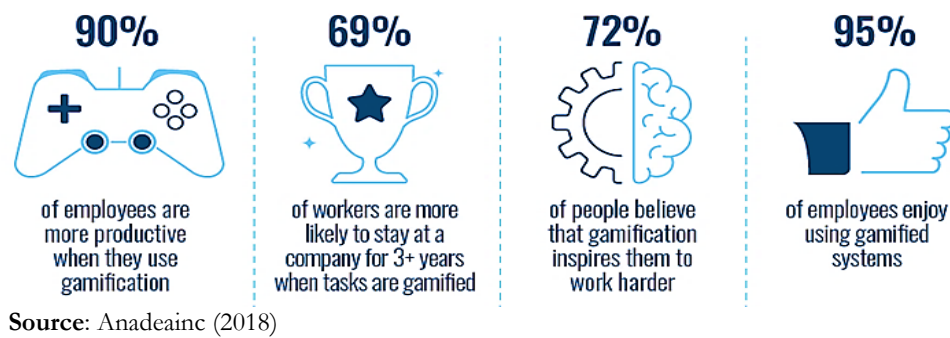 90%
of employees are
more productive
when they use
gamification
69%
of workers are more
likely to stay at a
company for 3+ years
when tasks are gamified
72%
of people believe
that gamification
inspires them to
work harder
95%
of employees enjoy
using gamified
systems
Source: Anadeainc (2018)